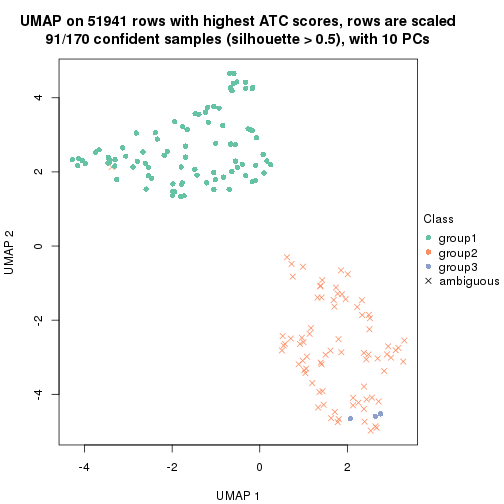 UMAP on 51941 rows with highest ATC scores, rows are scaled
91/170 confident samples (silhouette > 0.5), with 10 PCs
UMAP 2
4
2
0
-2
-4
-4
-2
0
2
UMAP 1
Class
group1
group2
group3
ambiguous